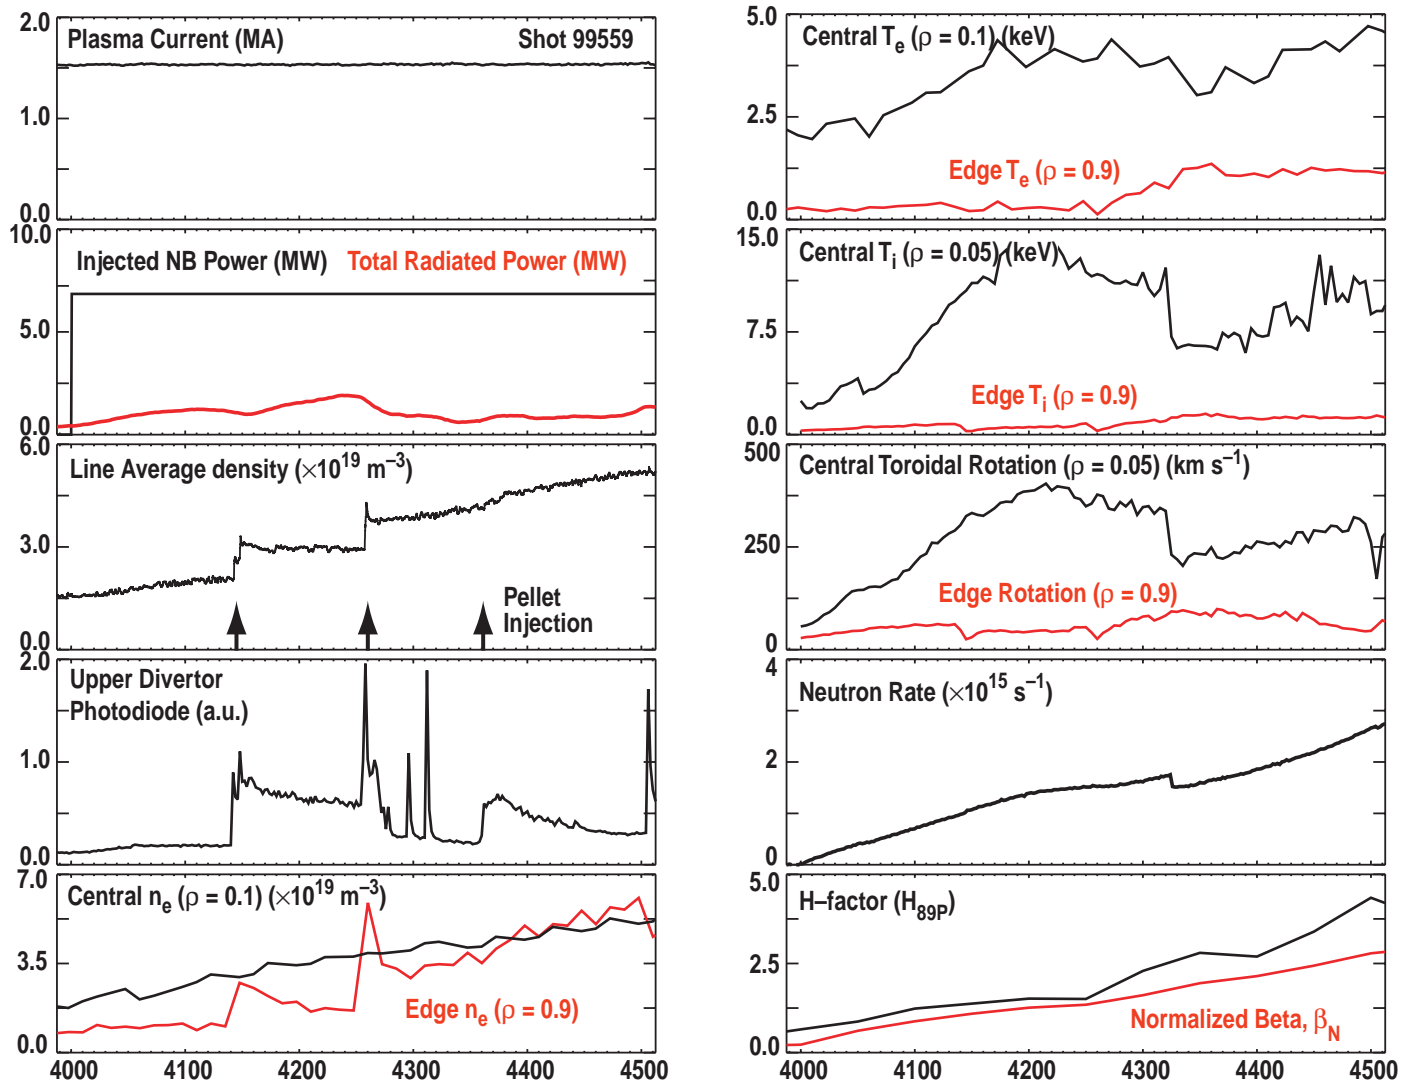 2.0
Plasma Current (MA) Shot 99559
1.0
0.0
10.0
Injected NB Power (MW) Total Radiated Power (MW)
5.0
0.0
6.0
Line Average density (×10^19 m^−3)
3.0
Pellet
Injection
0.0
2.0
Upper Divertor
Photodiode (a.u.)
1.0
0.0
7.0
Central n_e (ρ = 0.1) (×10^19 m^−3)
3.5
Edge n_e (ρ = 0.9)
0.0
4000 4100 4200 4300 4400 4500
5.0
Central T_e (ρ = 0.1) (keV)
2.5
Edge T_e (ρ = 0.9)
0.0
15.0
Central T_i (ρ = 0.05) (keV)
7.5
Edge T_i (ρ = 0.9)
0.0
500
Central Toroidal Rotation (ρ = 0.05) (km s^−1)
250
Edge Rotation (ρ = 0.9)
0
4
Neutron Rate (×10^15 s^−1)
2
0
5.0
H–factor (H_89P)
2.5
Normalized Beta, β_N
0.0
4000 4100 4200 4300 4400 4500